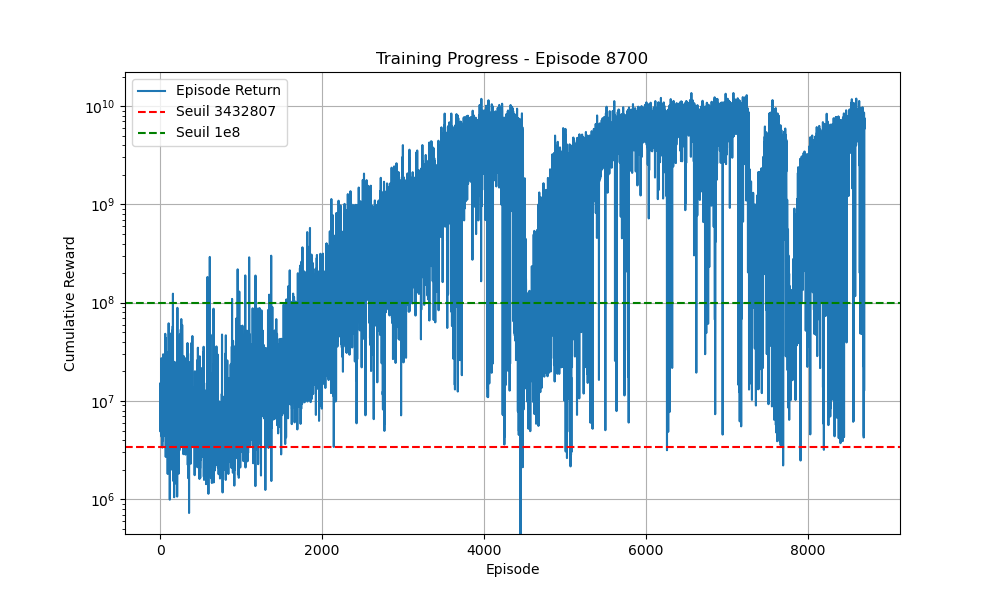 Training Progress - Episode 8700
Episode Return
Seuil 3432807
Seuil 1e8
Cumulative Reward
10^10
10^9
10^8
10^7
10^6
0 2000 4000 6000 8000
Episode